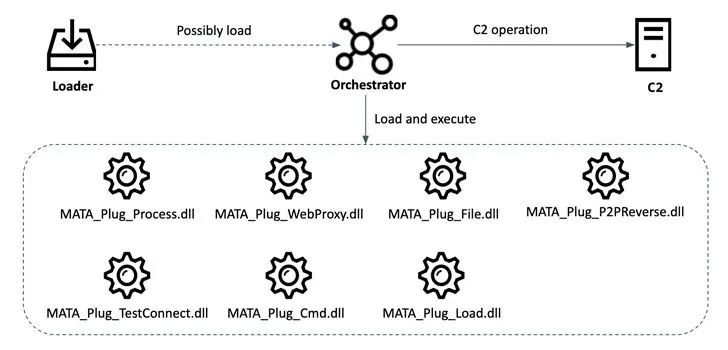 Possibly load
C2 operation
Loader
Orchestrator
C2
Load and execute
MATA_Plug_Process.dll
MATA_Plug_WebProxy.dll
MATA_Plug_File.dll
MATA_Plug_P2PReverse.dll
MATA_Plug_TestConnect.dll
MATA_Plug_Cmd.dll
MATA_Plug_Load.dll